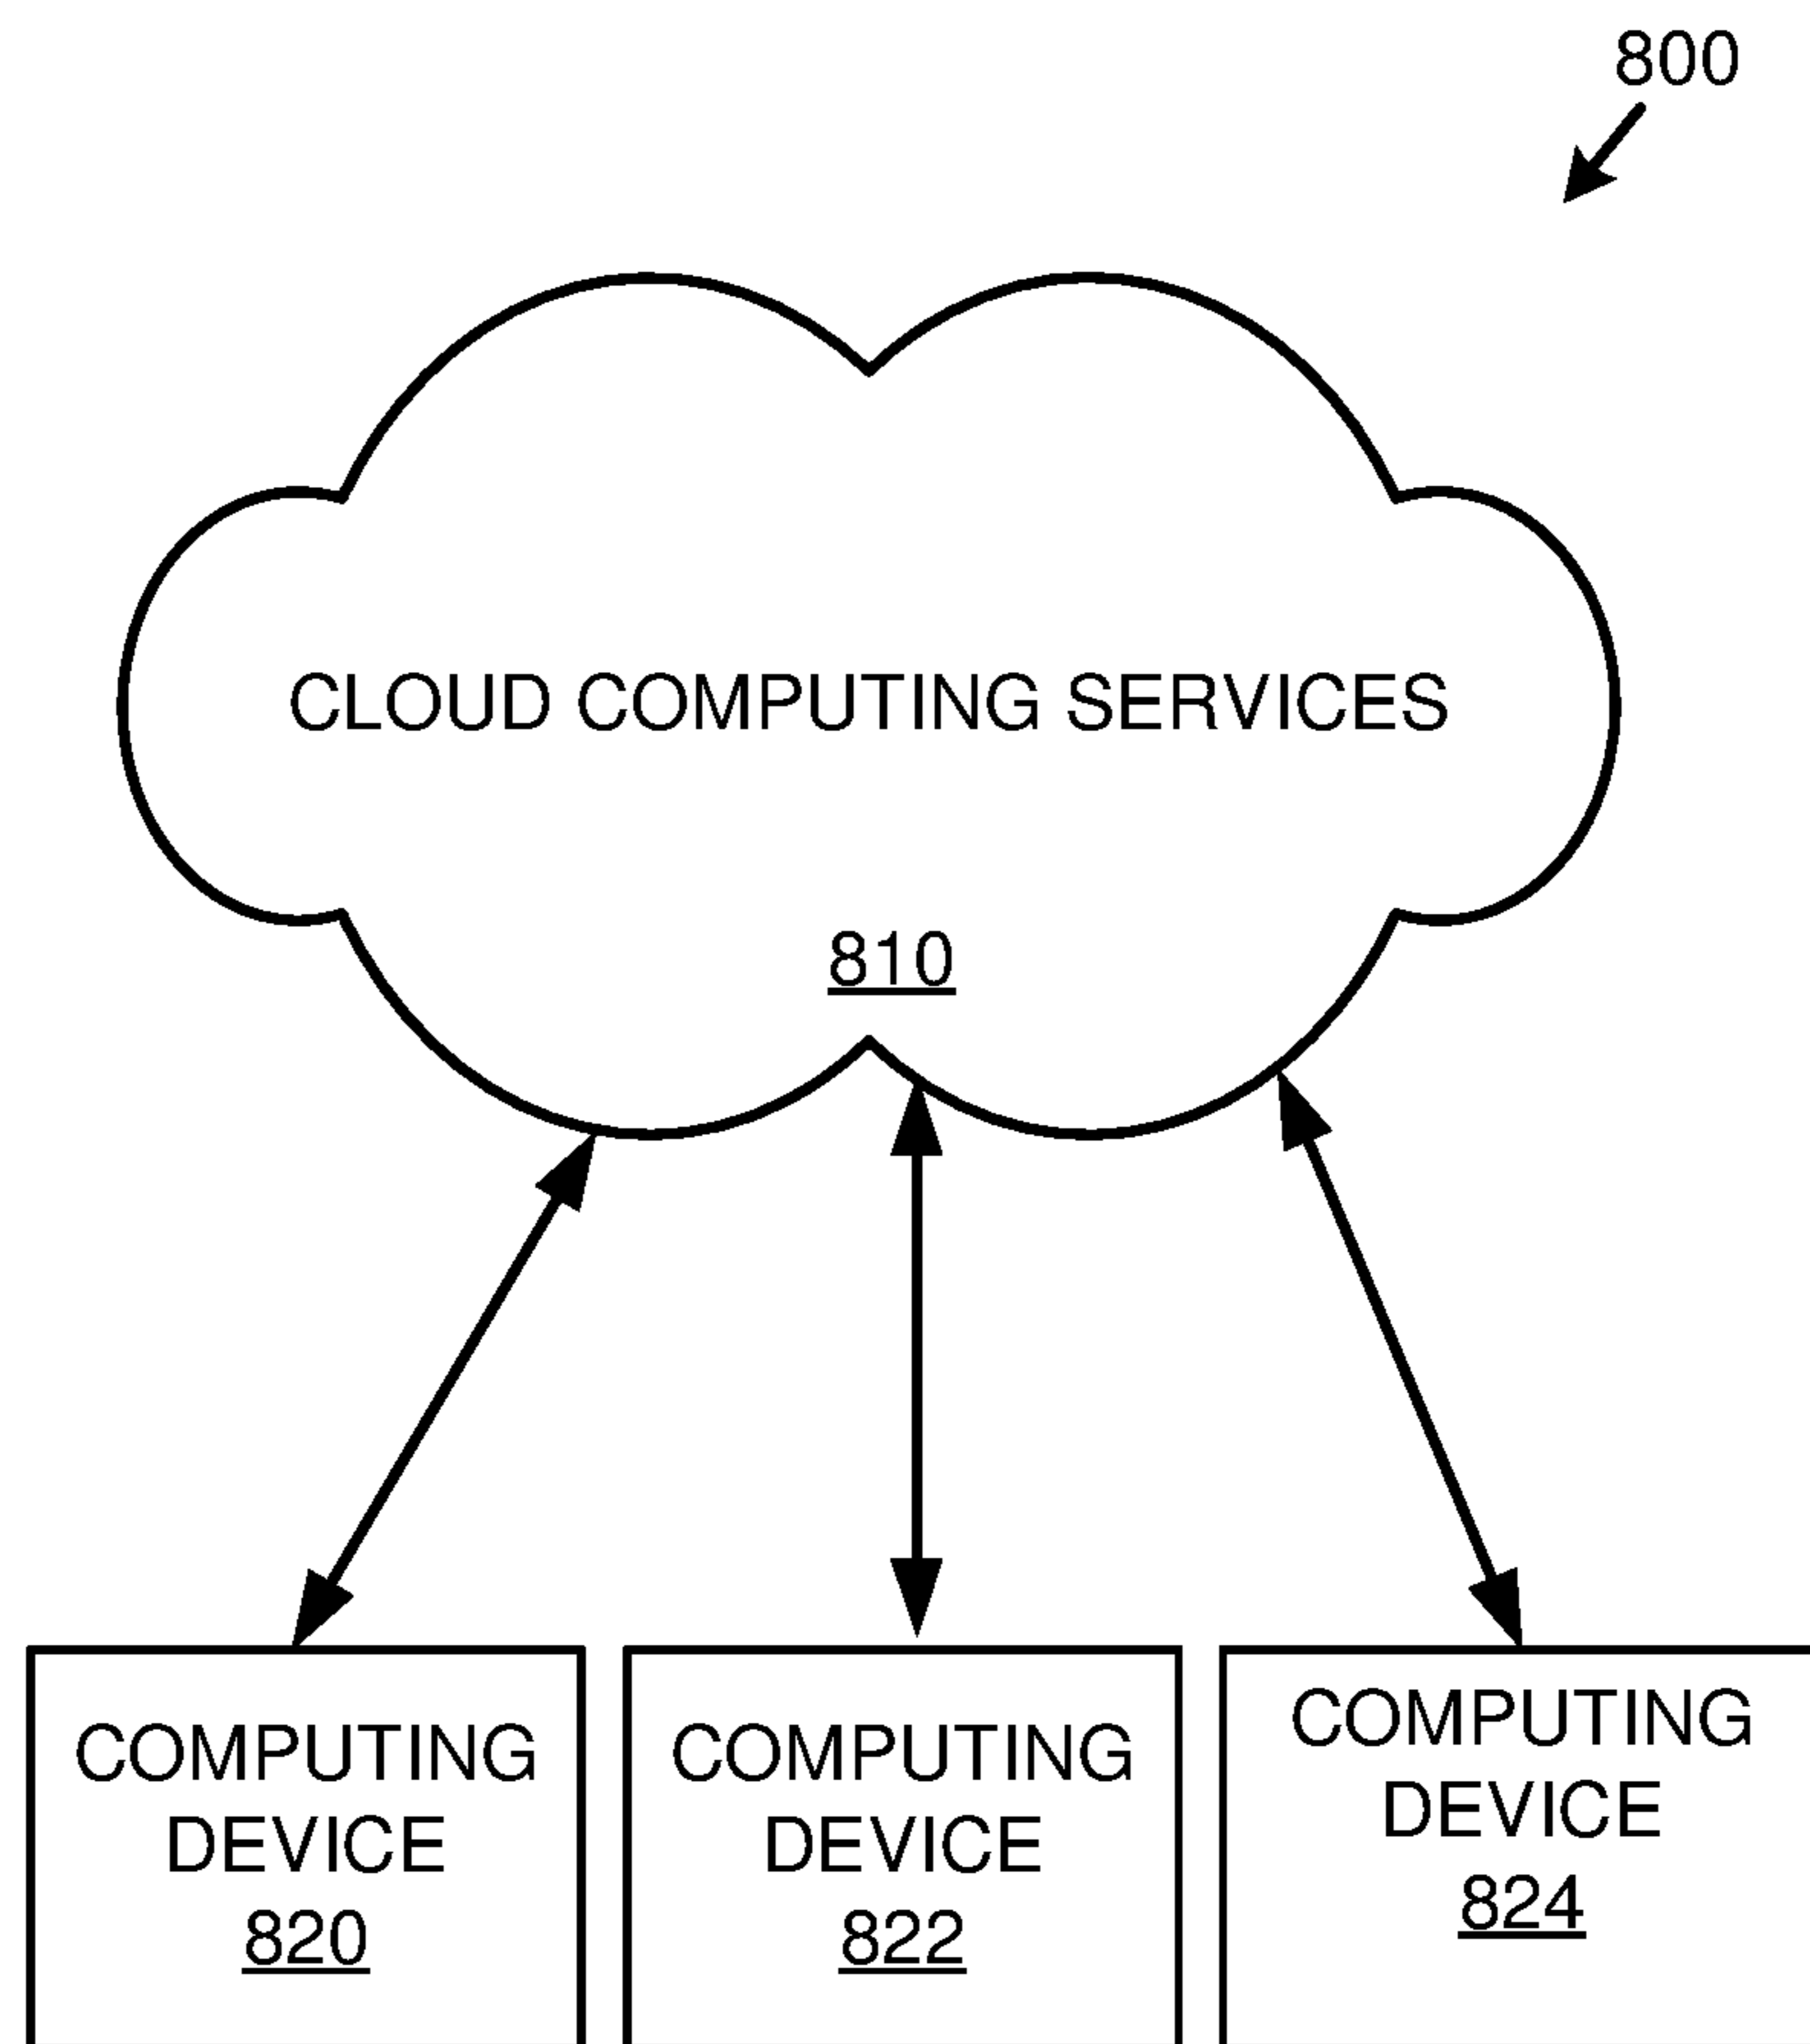 800
CLOUD COMPUTING SERVICES
810
COMPUTING
DEVICE
820
COMPUTING
DEVICE
822
COMPUTING
DEVICE
824